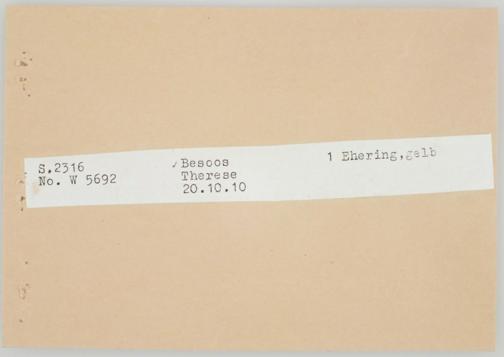 S.2316 Besoos 1 Ehering,gelb
No. W 5692 Therese
20.10.10